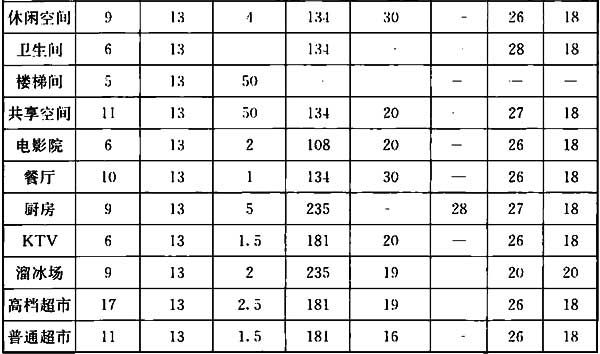 休闲空间 9 13 4 134 30 - 26 18
卫生间 6 13 134 · · 28 18
楼梯间 5 13 50 · · — — —
共享空间 11 13 50 134 20 · 27 18
电影院 6 13 2 108 20 — 26 18
餐厅 10 13 1 134 30 — 26 18
厨房 9 13 5 235 - 28 27 18
KTV 6 13 1.5 181 20 — 26 18
溜冰场 9 13 2 235 19 20 20
高档超市 17 13 2.5 181 19 26 18
普通超市 11 13 1.5 181 16 - 26 18